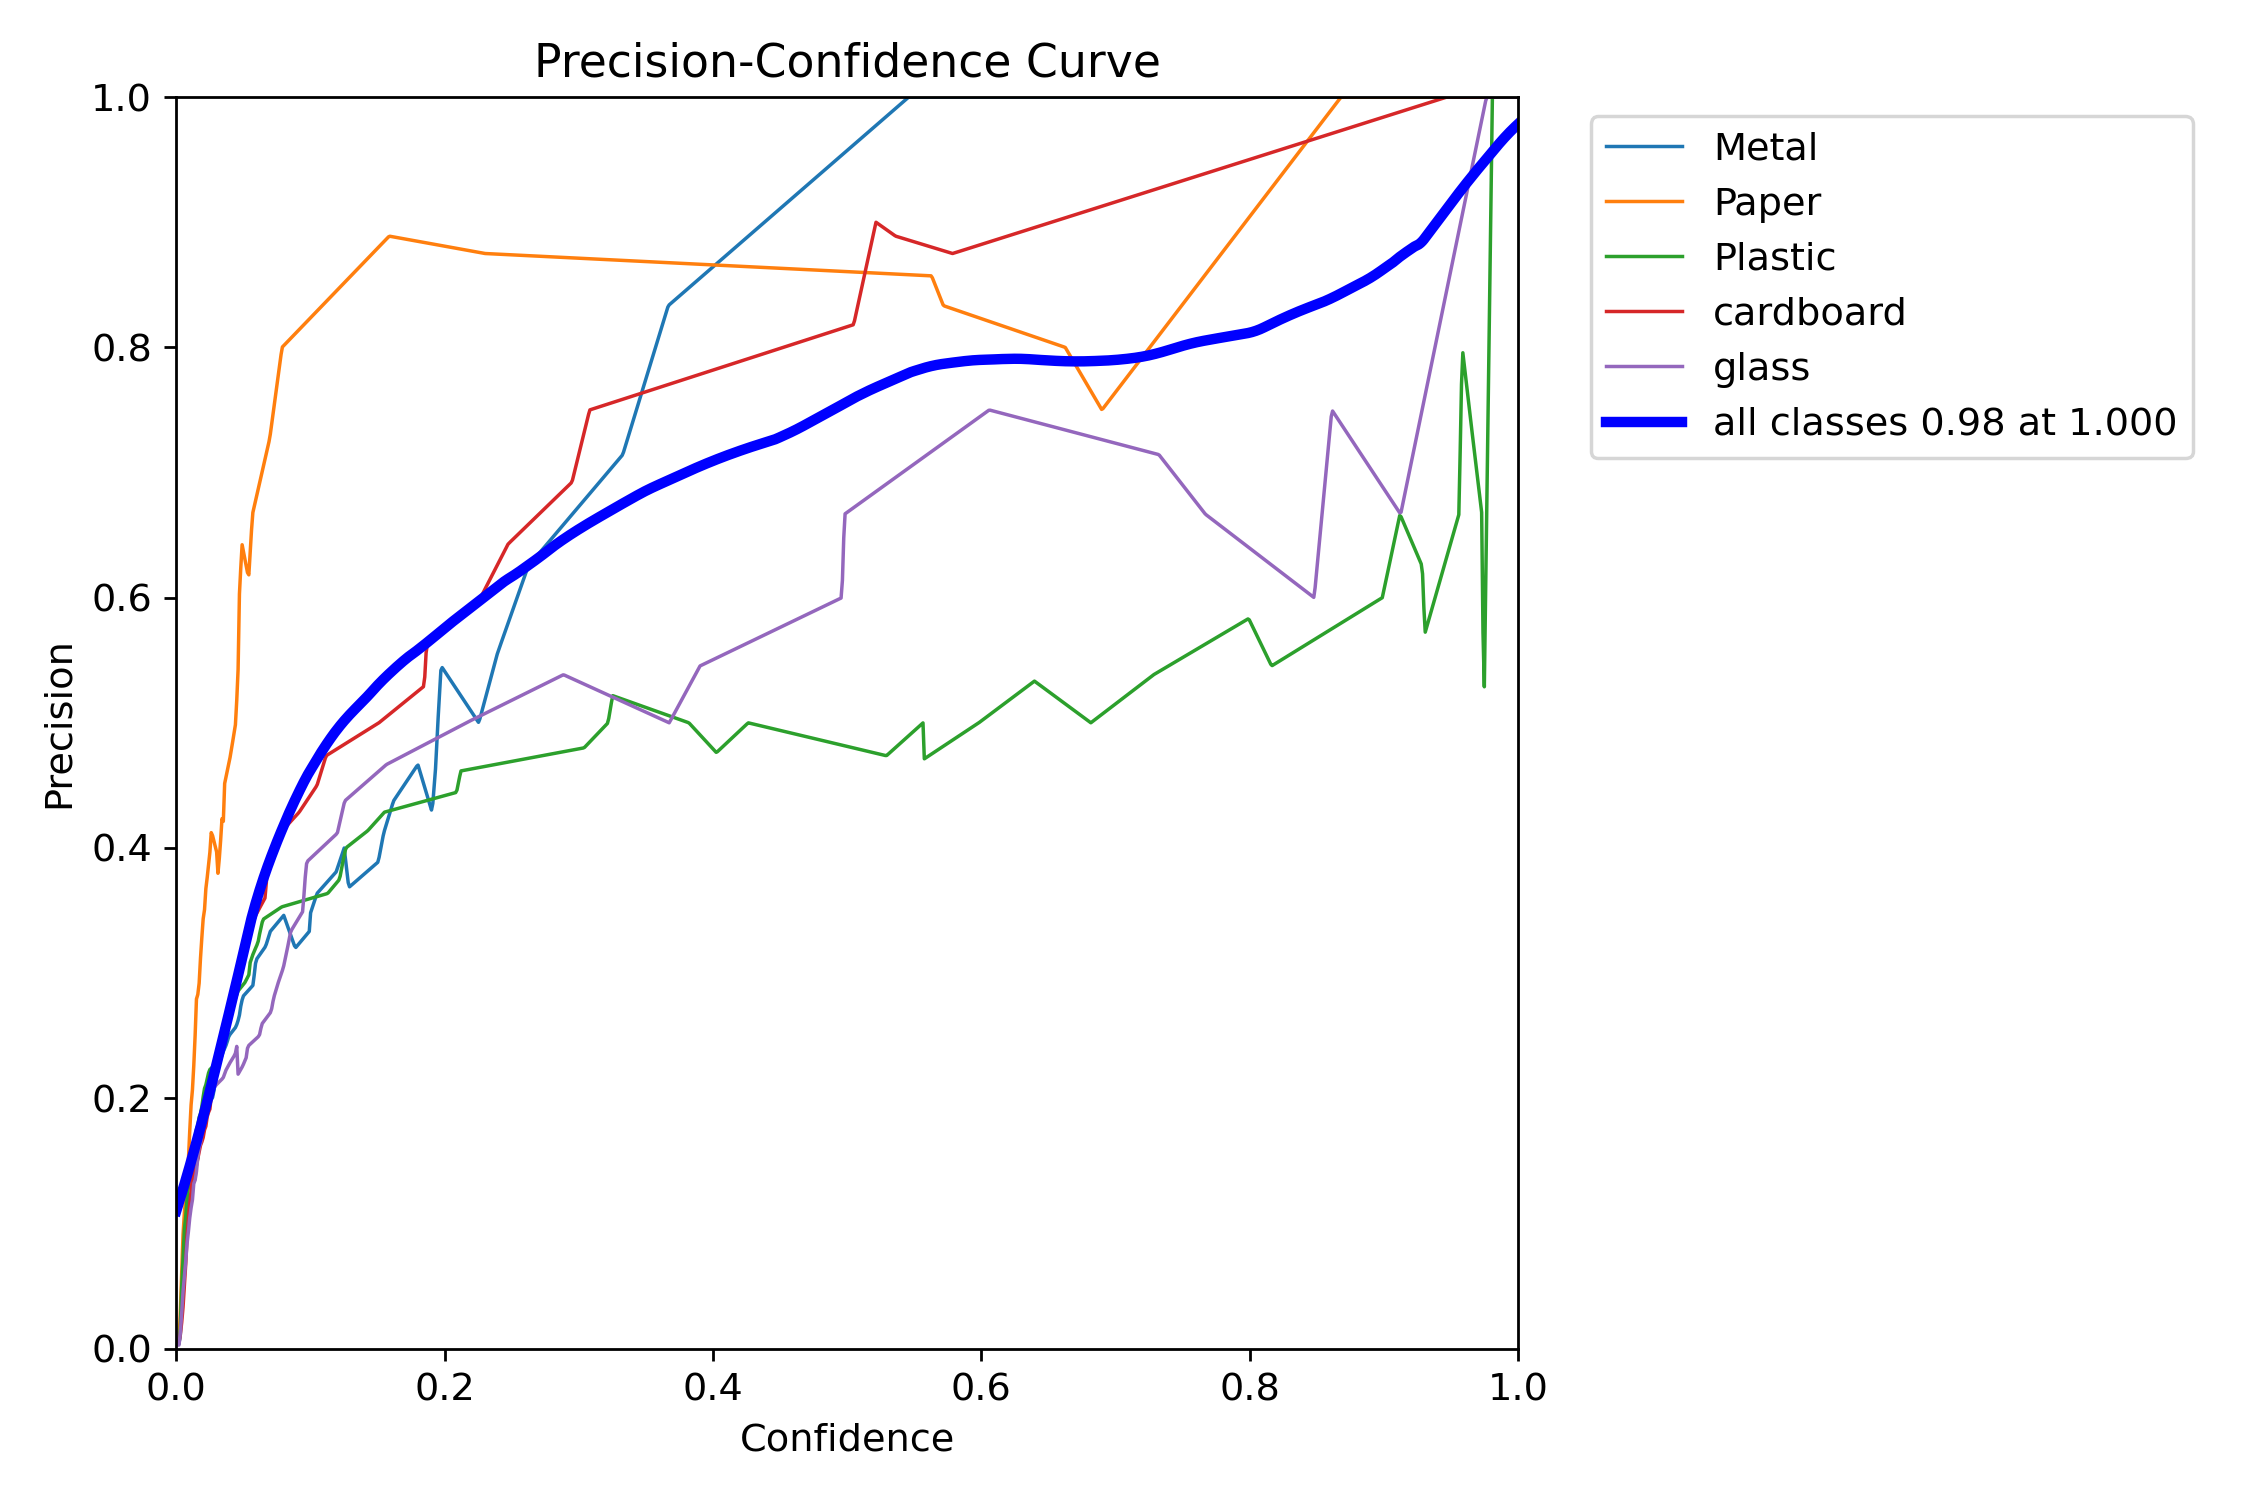 Precision-Confidence Curve
1.0
0.8
0.6
0.4
0.2
0.0
Precision
0.0 0.2 0.4 0.6 0.8 1.0
Confidence
Metal
Paper
Plastic
cardboard
glass
all classes 0.98 at 1.000